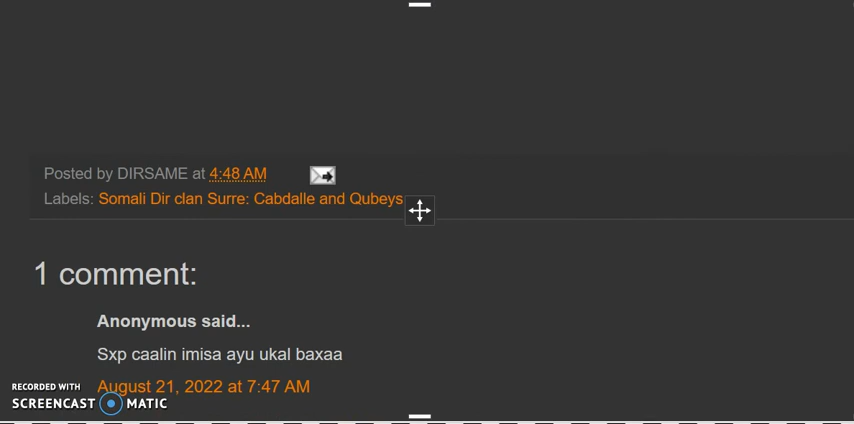 Posted by DIRSAME at 4:48 AM
Labels: Somali Dir clan Surre: Cabdalle and Qubeys
1 comment:
Anonymous said...
Sxp caalin imisa ayu ukal baxaa
August 21, 2022 at 7:47 AM
RECORDED WITH
SCREENCAST MATIC